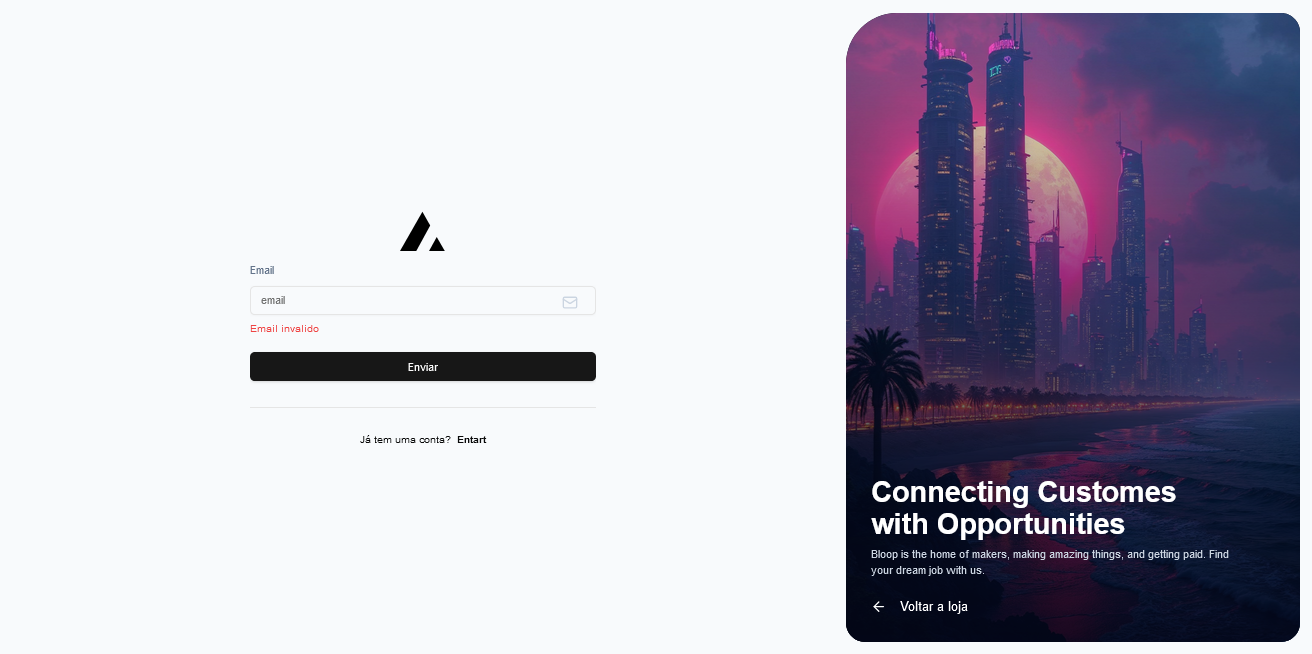 Email
email
Email invalido
Enviar
Já tem uma conta? Entart
Connecting Customes
with Opportunities
Bloop is the home of makers, making amazing things, and getting paid. Find
your dream job with us.
Voltar a loja